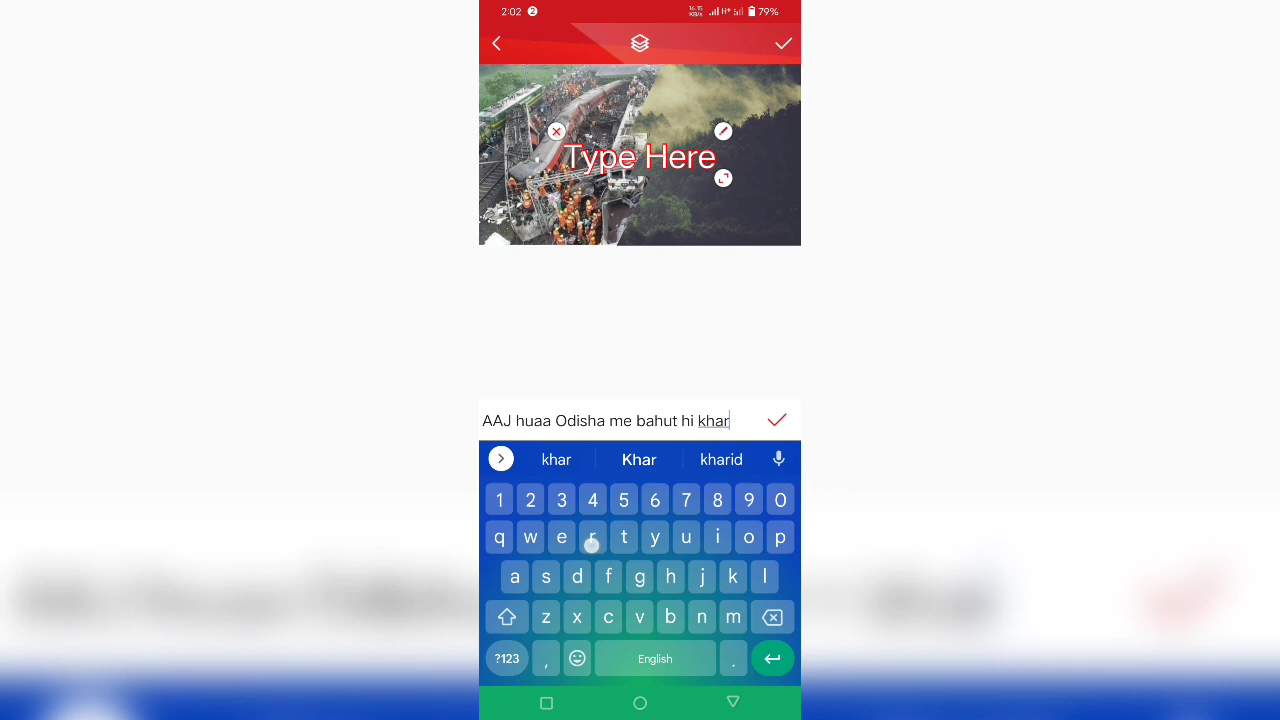 2:02 2 79%
Type Here
AAJ huaa Odisha me bahut hi khar
khar Khar kharid
1 2 3 4 5 6 7 8 9 0
q w e r t y u i o p
a s d f g h j k l
z x c v b n m
?123 , English .